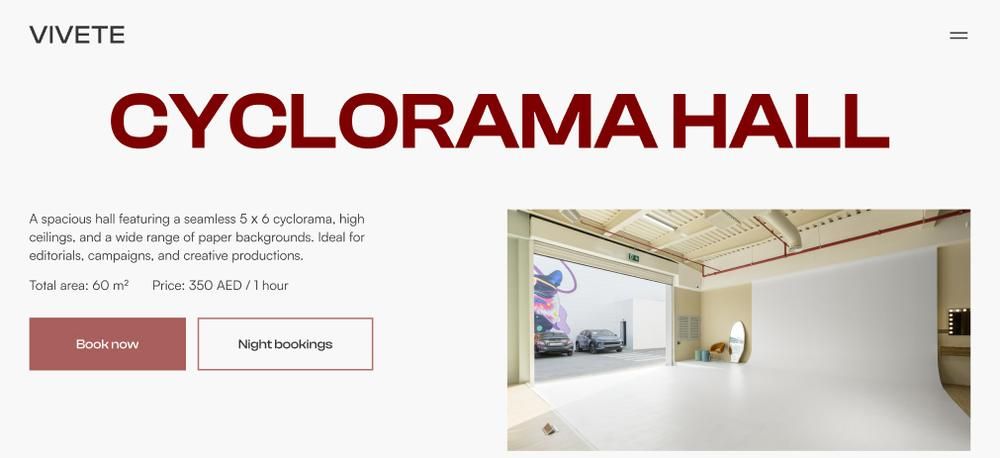 VIVETE
CYCLORAMA HALL
A spacious hall featuring a seamless 5 x 6 cyclorama, high
ceilings, and a wide range of paper backgrounds. Ideal for
editorials, campaigns, and creative productions.
Total area: 60 m² Price: 350 AED / 1 hour
Book now Night bookings